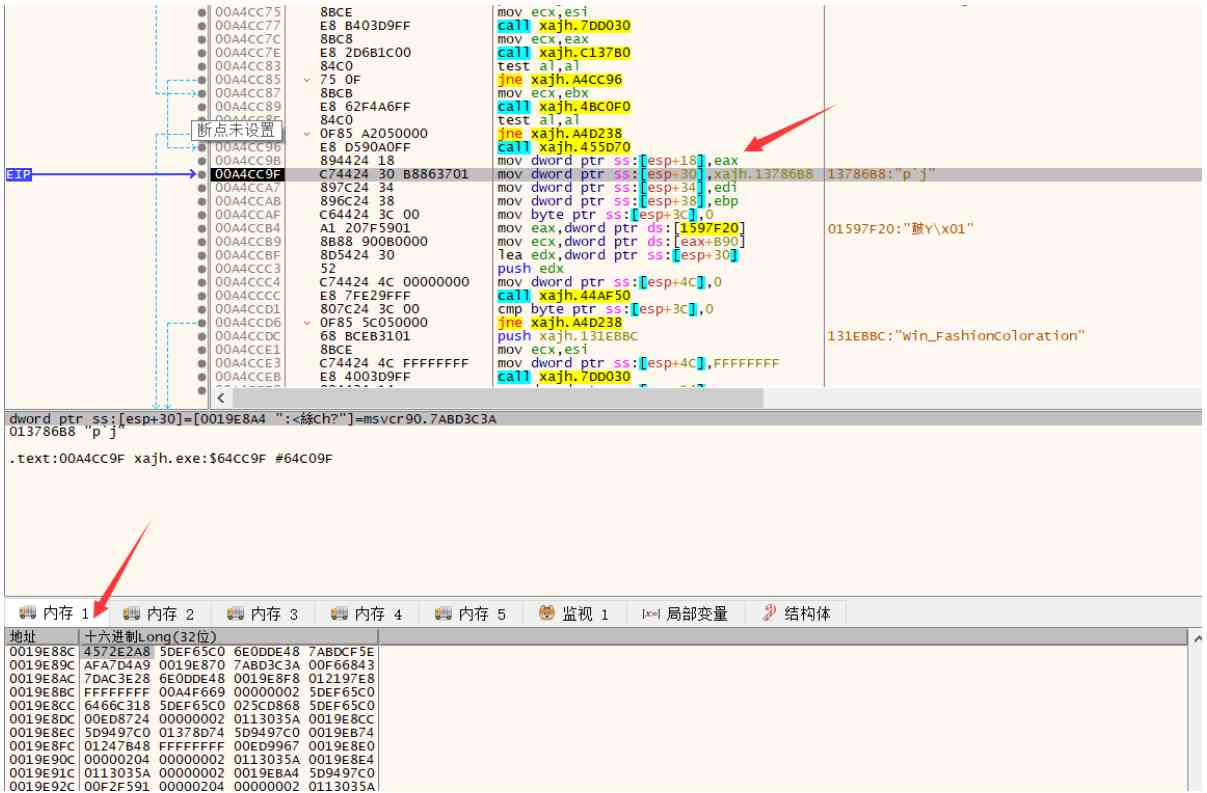 00A4CC75 8BCE mov ecx,esi
00A4CC77 E8 B403D9FF call xajh.7DD030
00A4CC7C 8BC8 mov ecx,eax
00A4CC7E E8 2D6B1C00 call xajh.C137B0
00A4CC83 84C0 test al,al
00A4CC85 75 0F jne xajh.A4CC96
00A4CC87 8BCB mov ecx,ebx
00A4CC89 E8 62F4A6FF call xajh.4BC0F0
00A4CC8E 84C0 test al,al
断点未设置 0F85 A2050000 jne xajh.A4D238
00A4CC96 E8 D590A0FF call xajh.455D70
00A4CC9B 894424 18 mov dword ptr ss:[esp+18],eax
EIP 00A4CC9F C74424 30 B8863701 mov dword ptr ss:[esp+30],xajh.13786B8 13786B8:"p`j"
00A4CCA7 897C24 34 mov dword ptr ss:[esp+34],edi
00A4CCAB 896C24 38 mov dword ptr ss:[esp+38],ebp
00A4CCAF C64424 3C 00 mov byte ptr ss:[esp+3C],0
00A4CCB4 A1 207F5901 mov eax,dword ptr ds:[1597F20] 01597F20:"皷Y\x01"
00A4CCB9 8B88 900B0000 mov ecx,dword ptr ds:[eax+B90]
00A4CCBF 8D5424 30 lea edx,dword ptr ss:[esp+30]
00A4CCC3 52 push edx
00A4CCC4 C74424 4C 00000000 mov dword ptr ss:[esp+4C],0
00A4CCCC E8 7FE29FFF call xajh.44AF50
00A4CCD1 807C24 3C 00 cmp byte ptr ss:[esp+3C],0
00A4CCD6 0F85 5C050000 jne xajh.A4D238
00A4CCDC 68 BCEB3101 push xajh.131EBBC 131EBBC:"Win_FashionColoration"
00A4CCE1 8BCE mov ecx,esi
00A4CCE3 C74424 4C FFFFFFFF mov dword ptr ss:[esp+4C],FFFFFFFF
00A4CCEB E8 4003D9FF call xajh.7DD030
dword ptr ss:[esp+30]=[0019E8A4 ":<緣Ch?"]=msvcr90.7ABD3C3A
013786B8 "p`j"
.text:00A4CC9F xajh.exe:$64CC9F #64C09F
内存 1 内存 2 内存 3 内存 4 内存 5 监视 1 [x=] 局部变量 结构体
地址 十六进制Long(32位)
0019E88C 4572E2A8 5DEF65C0 6E0DDE48 7ABDCF5E
0019E89C AFA7D4A9 0019E870 7ABD3C3A 00F66843
0019E8AC 7DAC3E28 6E0DDE48 0019E8F8 012197E8
0019E8BC FFFFFFFF 00A4F669 00000002 5DEF65C0
0019E8CC 6466C318 5DEF65C0 025CD868 5DEF65C0
0019E8DC 00ED8724 00000002 0113035A 0019E8CC
0019E8EC 5D9497C0 01378D74 5D9497C0 0019EB74
0019E8FC 01247B48 FFFFFFFF 00ED9967 0019E8E0
0019E90C 00000204 00000002 0113035A 0019E8E4
0019E91C 0113035A 00000002 0019EBA4 5D9497C0
0019E92C 00F2F591 00000204 00000002 0113035A